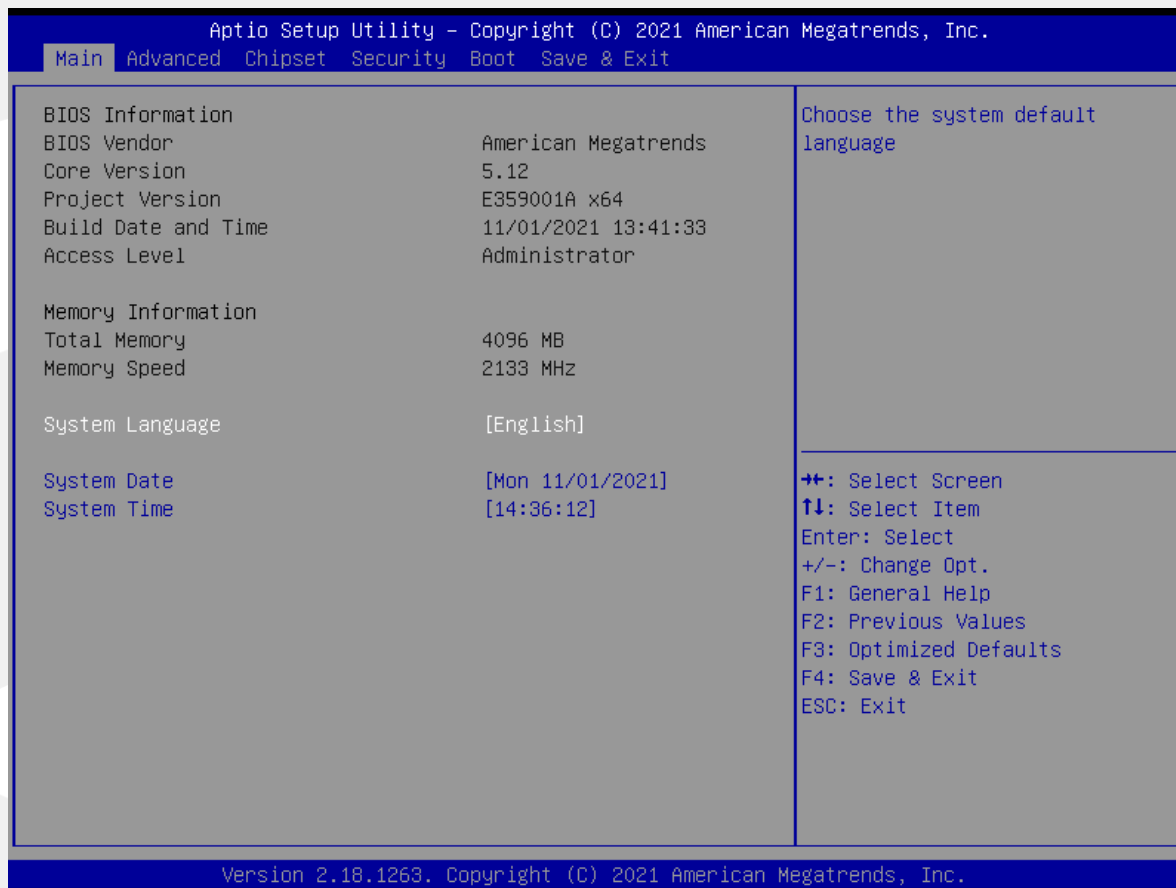 Aptio Setup Utility – Copyright (C) 2021 American Megatrends, Inc.
Main Advanced Chipset Security Boot Save & Exit
BIOS Information
BIOS Vendor American Megatrends
Core Version 5.12
Project Version E359001A x64
Build Date and Time 11/01/2021 13:41:33
Access Level Administrator
Memory Information
Total Memory 4096 MB
Memory Speed 2133 MHz
System Language [English]
System Date [Mon 11/01/2021]
System Time [14:36:12]
Choose the system default
language
→←: Select Screen
↑↓: Select Item
Enter: Select
+/-: Change Opt.
F1: General Help
F2: Previous Values
F3: Optimized Defaults
F4: Save & Exit
ESC: Exit
Version 2.18.1263. Copyright (C) 2021 American Megatrends, Inc.